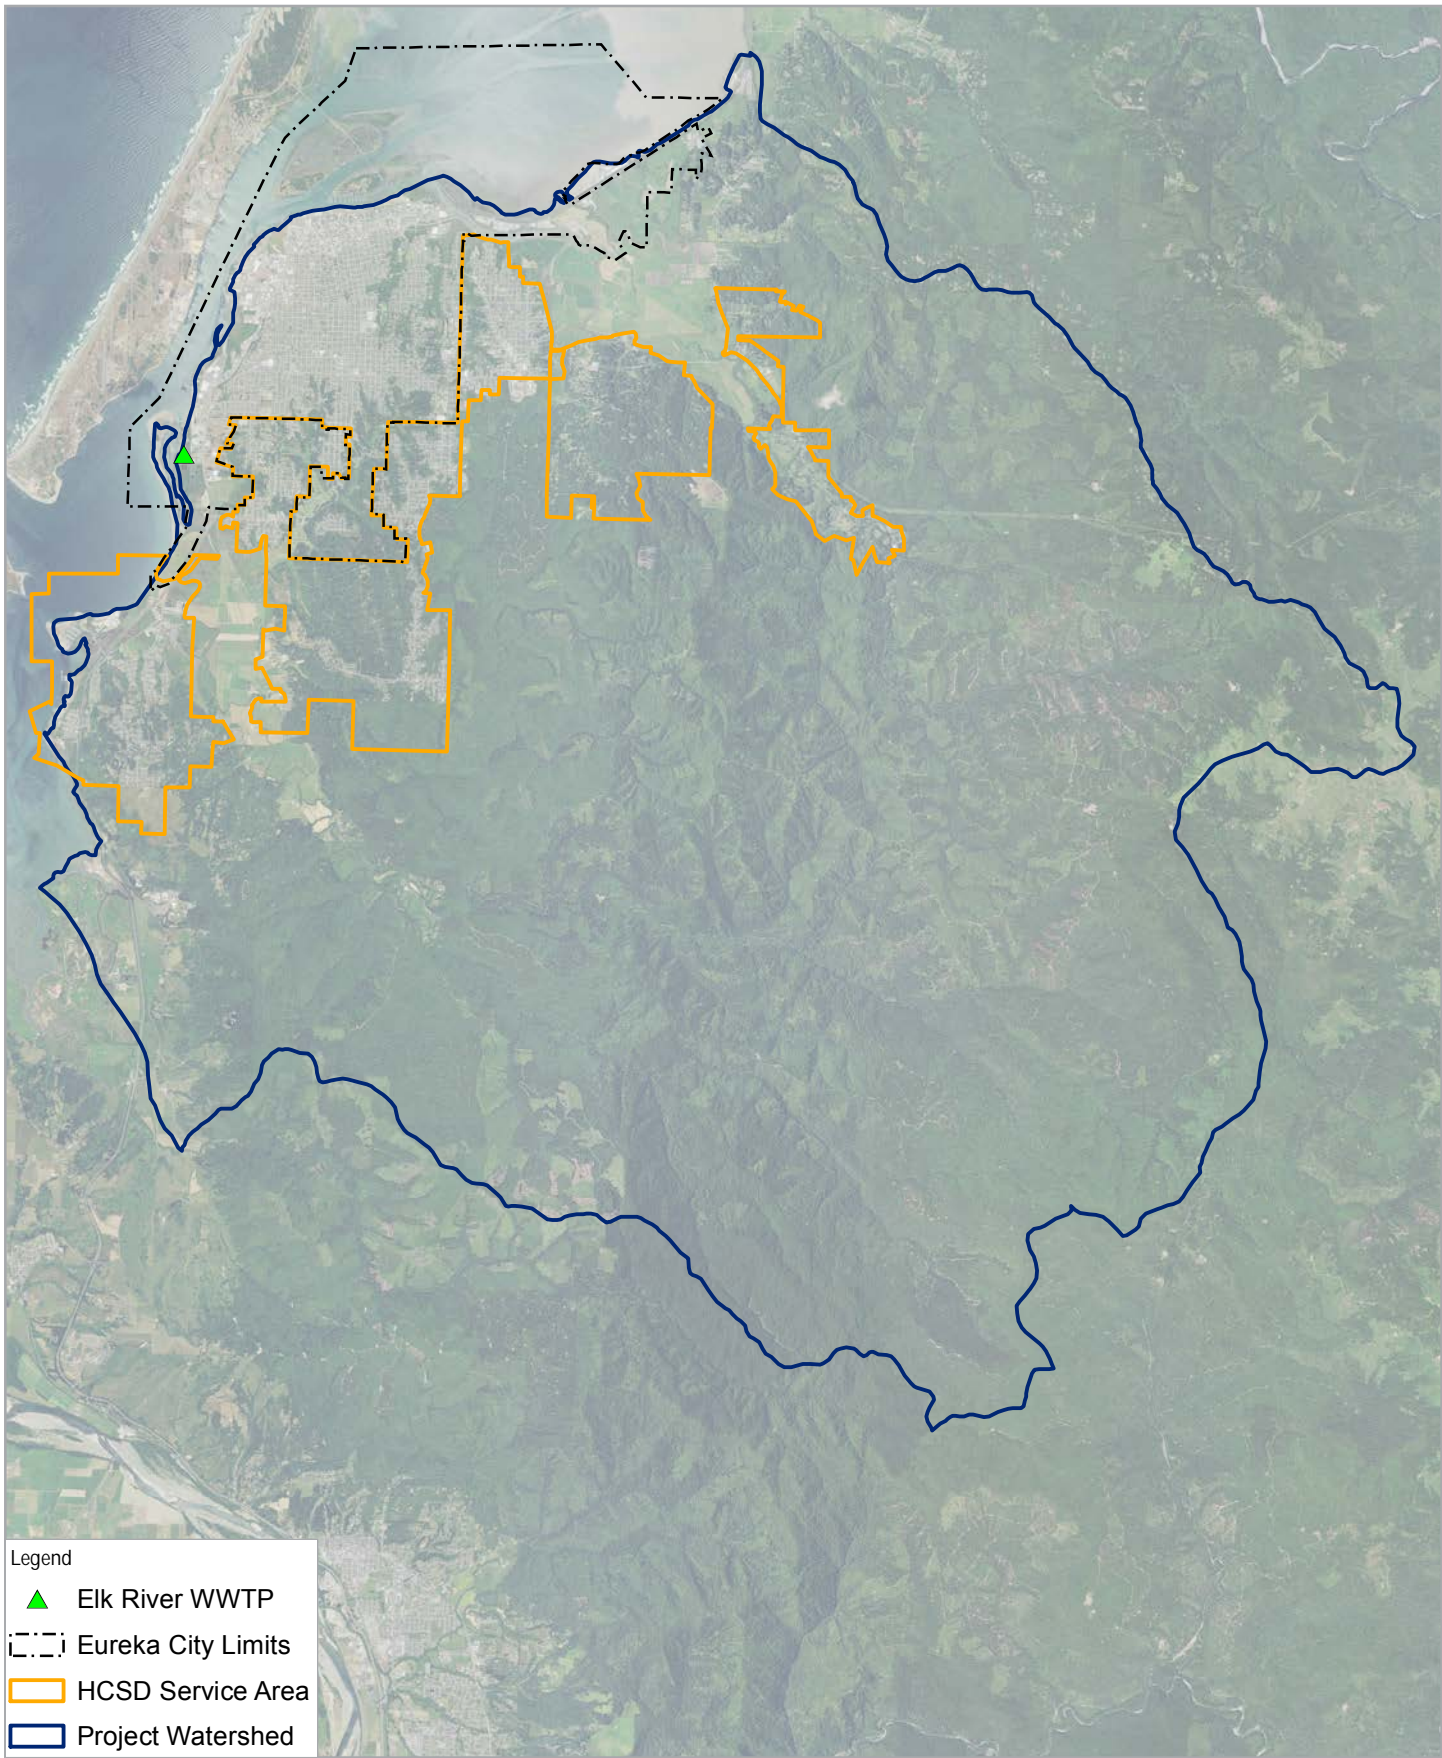 Legend
Elk River WWTP
Eureka City Limits
HCSD Service Area
Project Watershed